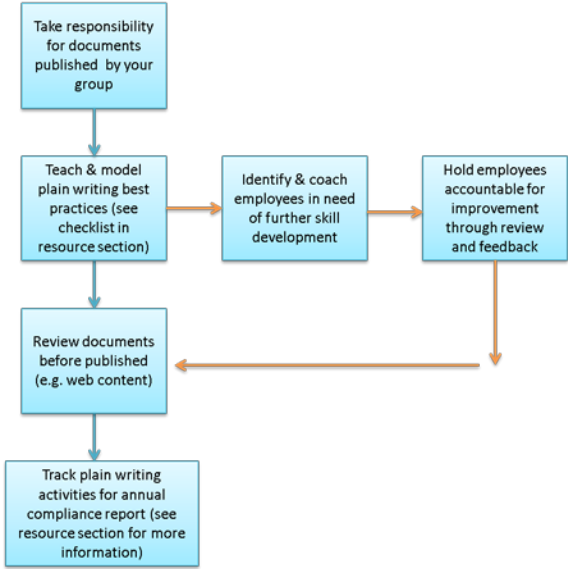 Take responsibility
for documents
published by your
group
Teach & model
plain writing best
practices (see
checklist in
resource section)
Identify & coach
employees in need
of further skill
development
Hold employees
accountable for
improvement
through review
and feedback
Review documents
before published
(e.g. web content)
Track plain writing
activities for annual
compliance report (see
resource section for more
information)